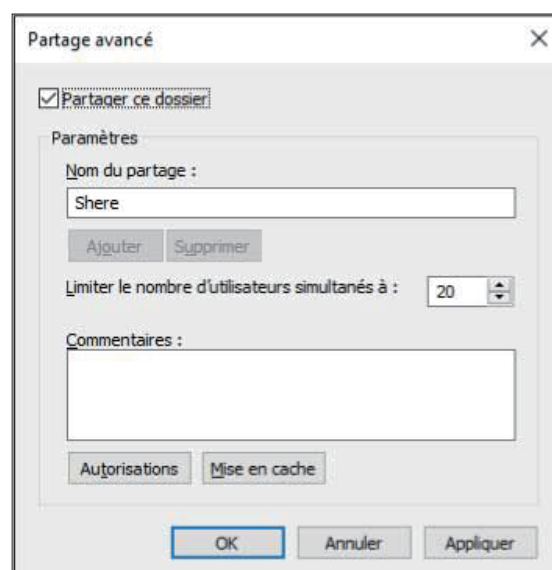 Partage avancé
Partager ce dossier
Paramètres
Nom du partage :
Shere
Ajouter Supprimer
Limiter le nombre d'utilisateurs simultanés à : 20
Commentaires :
Autorisations Mise en cache
OK Annuler Appliquer